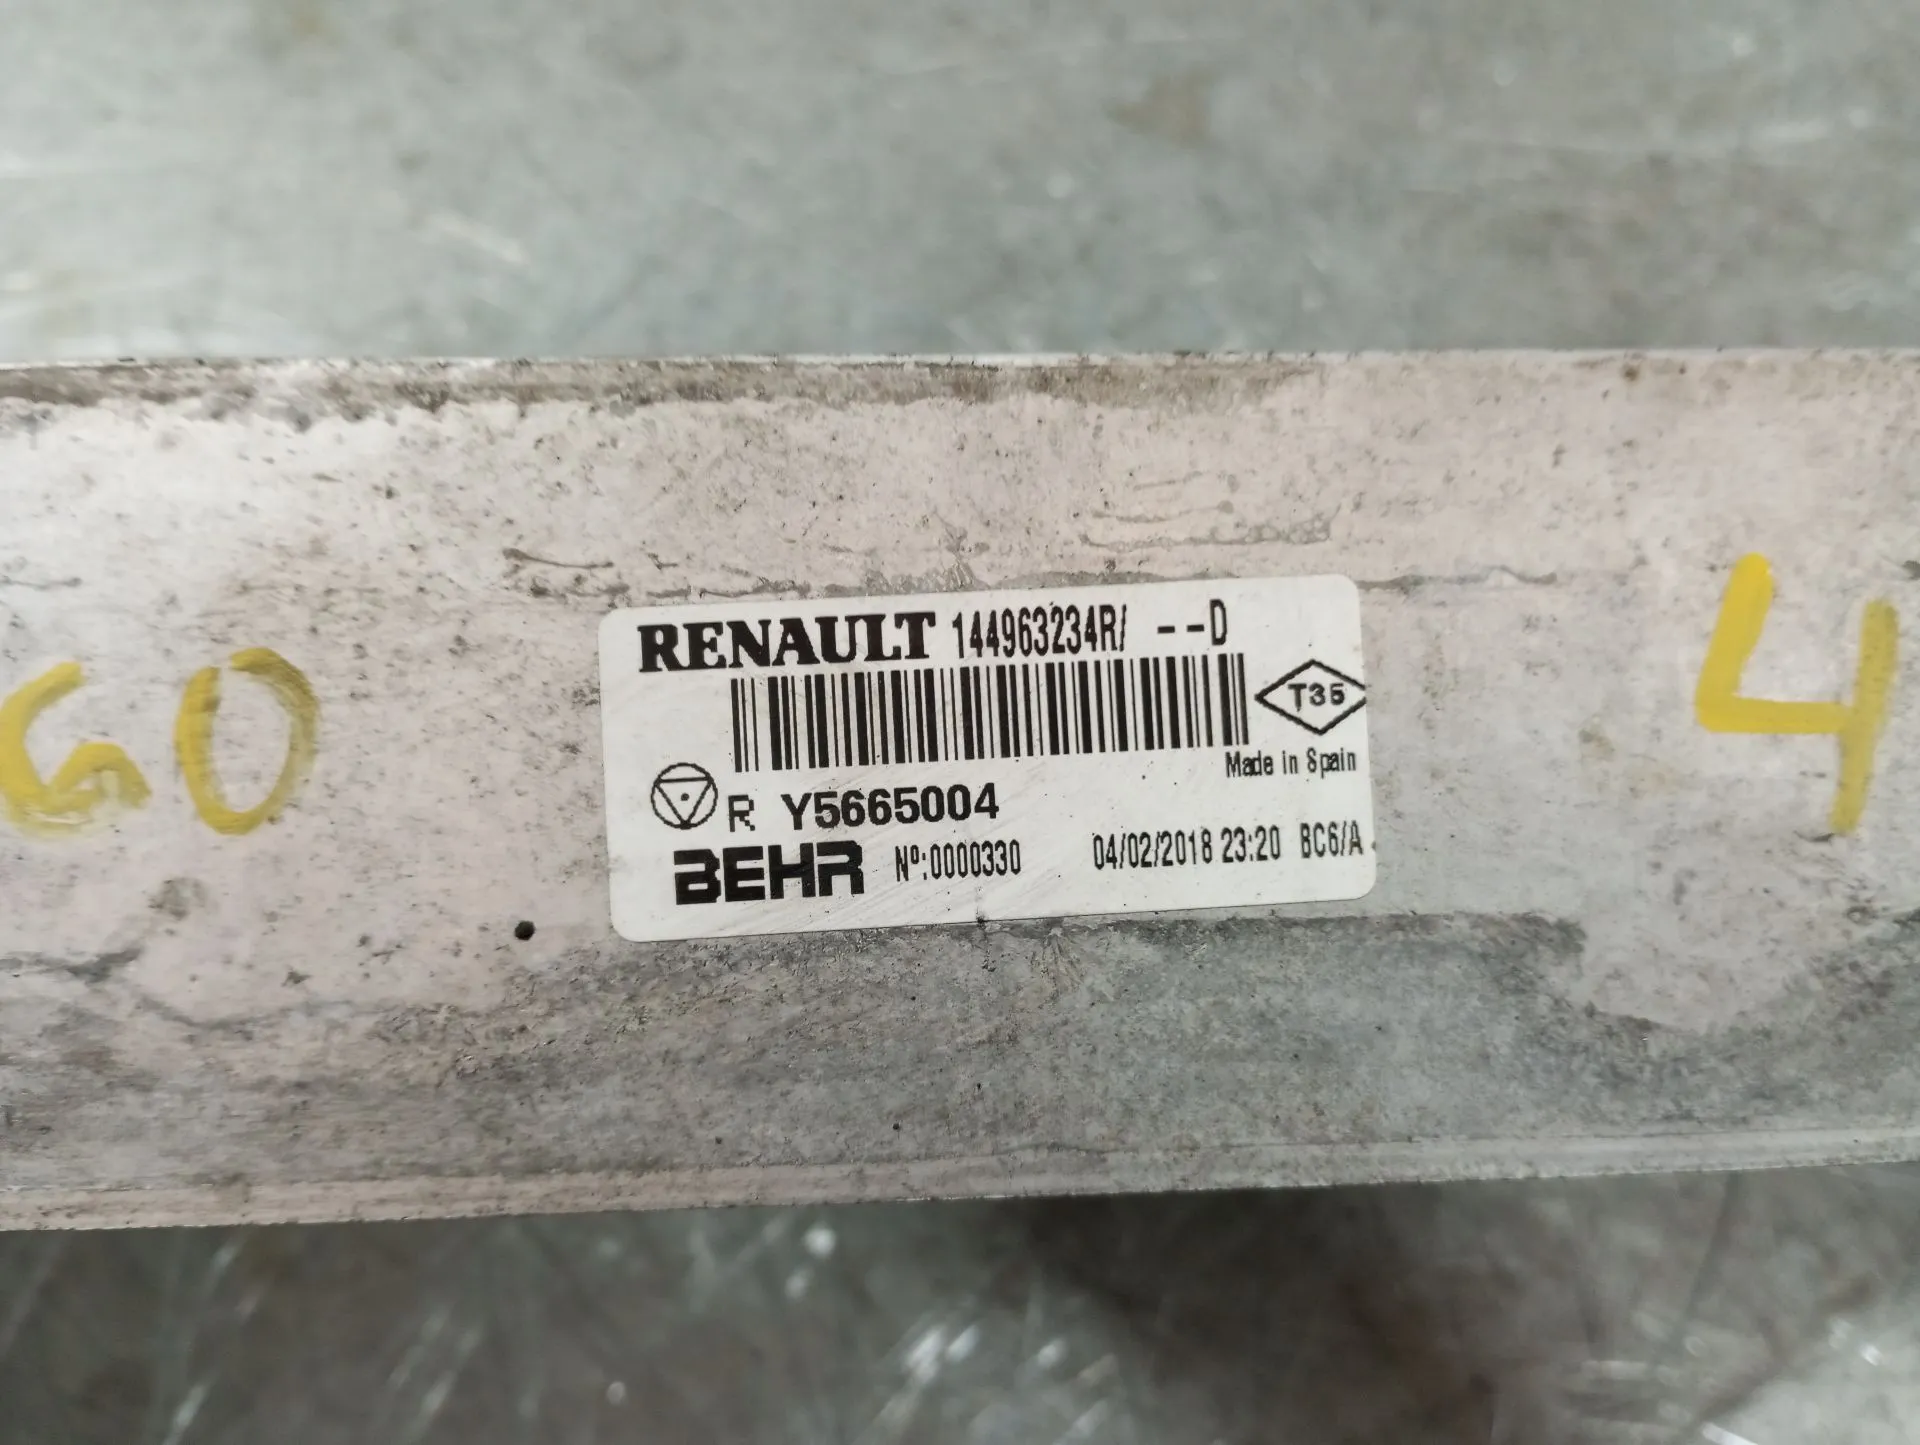 RENAULT 144963234R/ --D
T35
Made in Spain
R Y5665004
BEHR Nº:0000330 04/02/2018 23:20 BC6/A
60
4